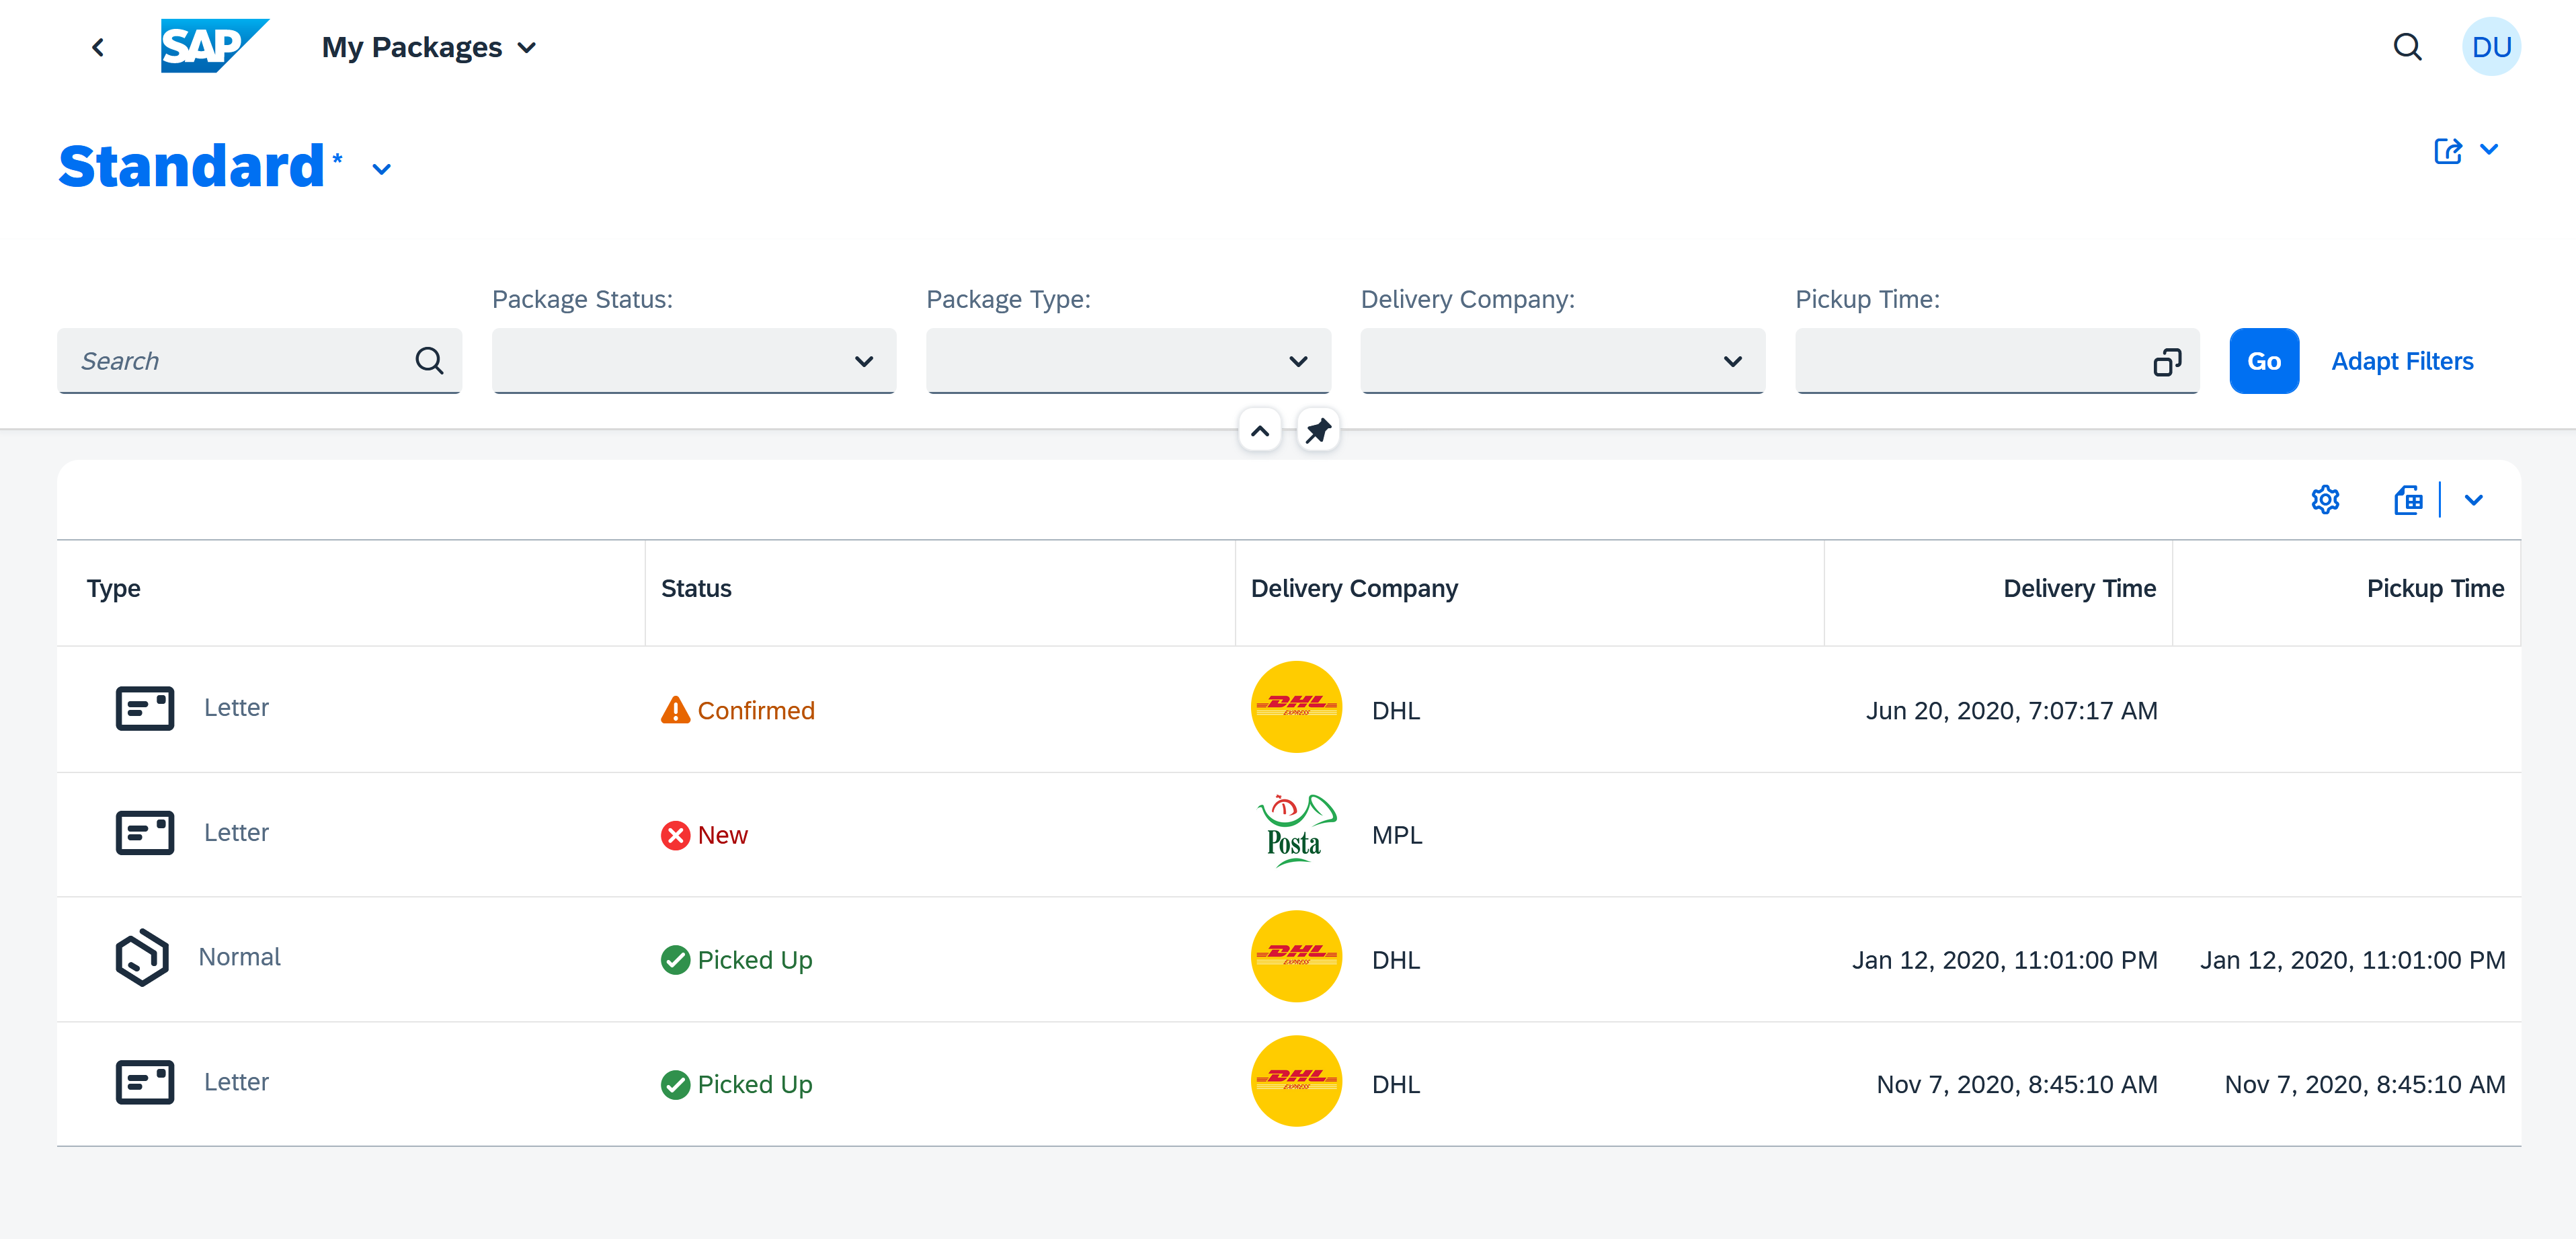 SAP My Packages DU
Standard*
Package Status: Package Type: Delivery Company: Pickup Time:
Search Go Adapt Filters
Type Status Delivery Company Delivery Time Pickup Time
Letter Confirmed DHL EXPRESS DHL Jun 20, 2020, 7:07:17 AM
Letter New Posta MPL
Normal Picked Up DHL EXPRESS DHL Jan 12, 2020, 11:01:00 PM Jan 12, 2020, 11:01:00 PM
Letter Picked Up DHL EXPRESS DHL Nov 7, 2020, 8:45:10 AM Nov 7, 2020, 8:45:10 AM